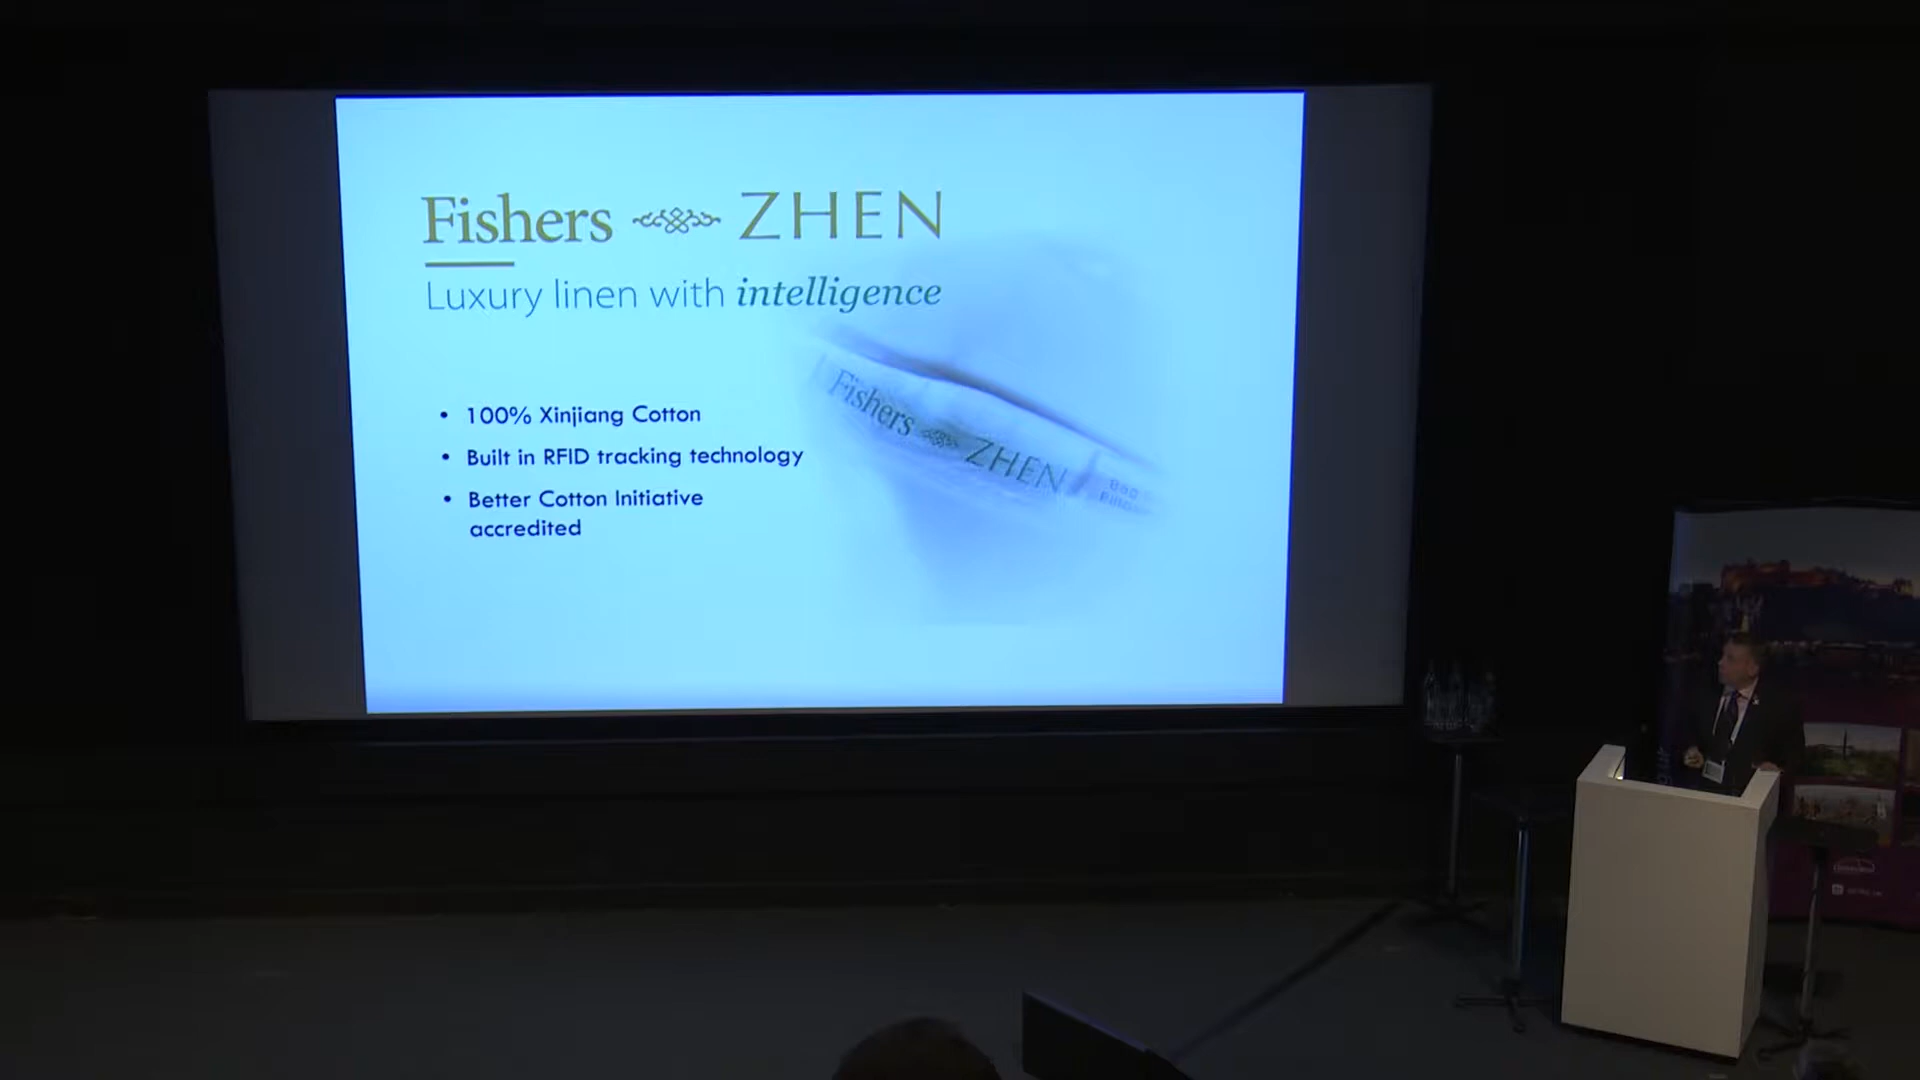 Fishers ZHEN
Luxury linen with intelligence
• 100% Xinjiang Cotton
• Built in RFID tracking technology
• Better Cotton Initiative
accredited
Fishers ZHEN